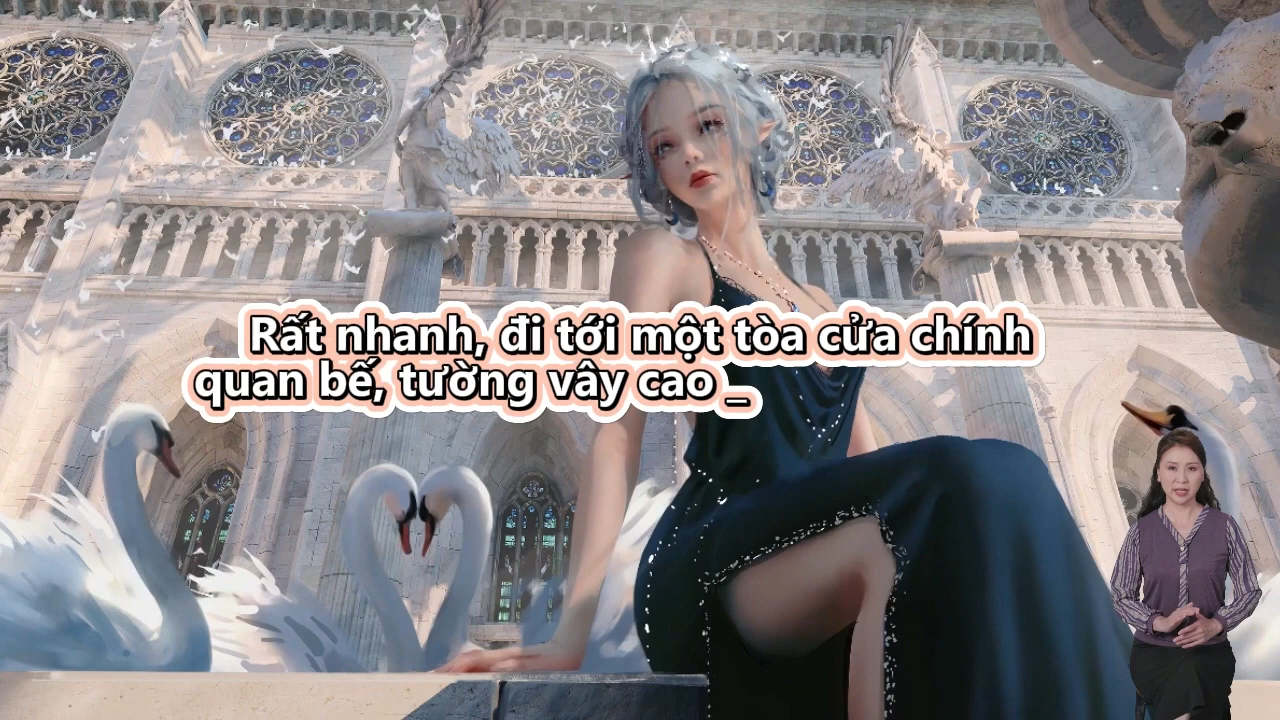 Rất nhanh, đi tới một tòa cửa chính
quan bế, tường vây cao _